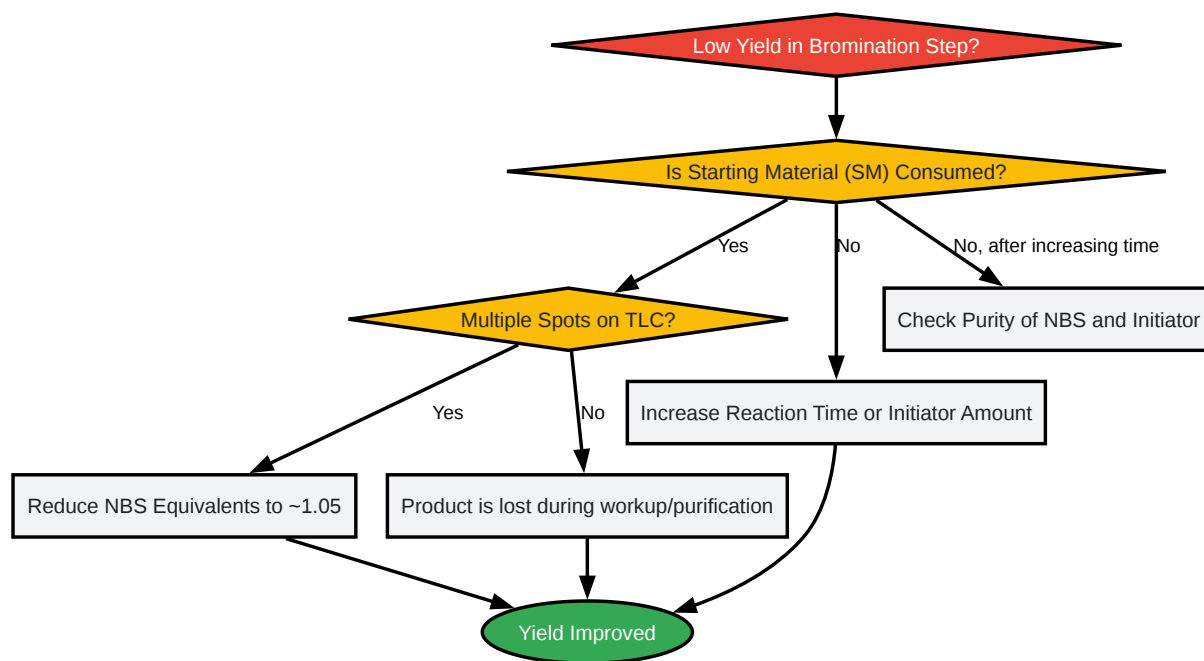 Low Yield in Bromination Step?
Is Starting Material (SM) Consumed?
Yes
No
No, after increasing time
Multiple Spots on TLC?
Check Purity of NBS and Initiator
Yes
No
Increase Reaction Time or Initiator Amount
Reduce NBS Equivalents to ~1.05
Product is lost during workup/purification
Yield Improved